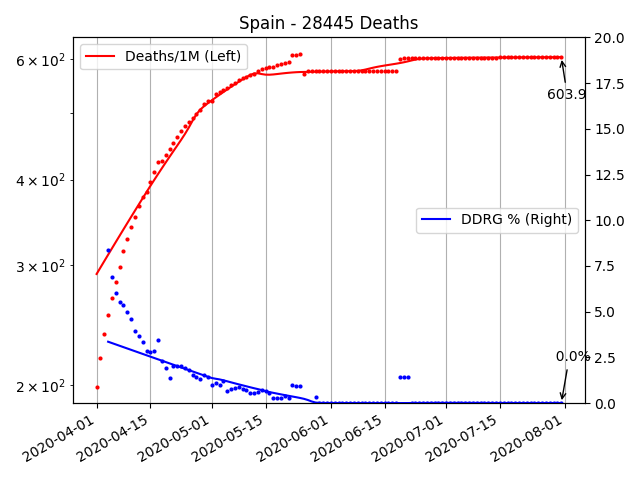 Spain - 28445 Deaths
Deaths/1M (Left)
DDRG % (Right)
6 × 10²
4 × 10²
3 × 10²
2 × 10²
20.0
17.5
15.0
12.5
10.0
7.5
5.0
2.5
0.0
603.9
0.0%
2020-04-01
2020-04-15
2020-05-01
2020-05-15
2020-06-01
2020-06-15
2020-07-01
2020-07-15
2020-08-01